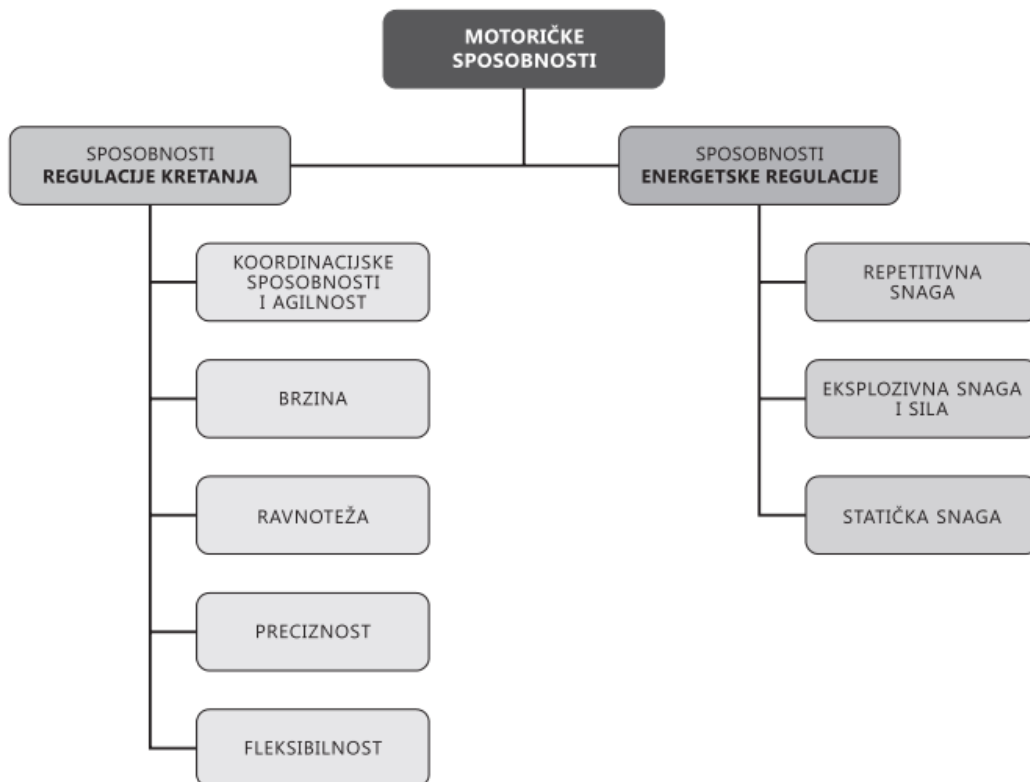 MOTORIČKE
SPOSOBNOSTI
SPOSOBNOSTI
REGULACIJE KRETANJA
KOORDINACIJSKE
SPOSOBNOSTI
I AGILNOST
BRZINA
RAVNOTEŽA
PRECIZNOST
FLEKSIBILNOST
SPOSOBNOSTI
ENERGETSKE REGULACIJE
REPETITIVNA
SNAGA
EKSPLOZIVNA SNAGA
I SILA
STATIČKA SNAGA